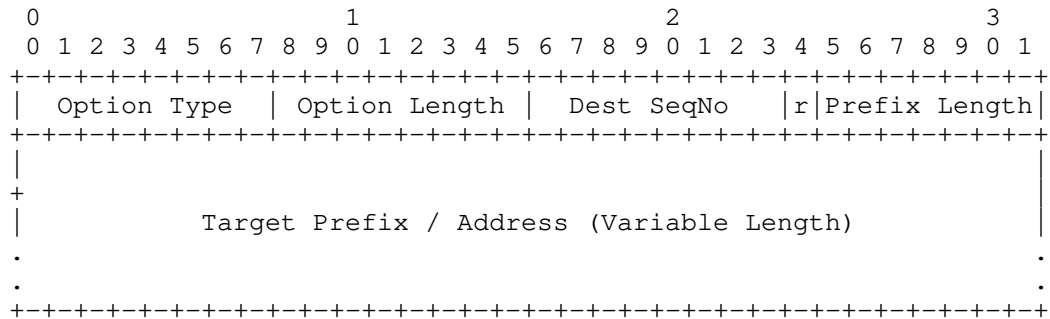 0                   1                   2                   3
 0 1 2 3 4 5 6 7 8 9 0 1 2 3 4 5 6 7 8 9 0 1 2 3 4 5 6 7 8 9 0 1
+-+-+-+-+-+-+-+-+-+-+-+-+-+-+-+-+-+-+-+-+-+-+-+-+-+-+-+-+-+-+-+-+
|  Option Type  | Option Length |  Dest SeqNo   |r|Prefix Length|
+-+-+-+-+-+-+-+-+-+-+-+-+-+-+-+-+-+-+-+-+-+-+-+-+-+-+-+-+-+-+-+-+
|                                                               |
+                                                               |
|           Target Prefix / Address (Variable Length)           |
.                                                               .
.                                                               .
+-+-+-+-+-+-+-+-+-+-+-+-+-+-+-+-+-+-+-+-+-+-+-+-+-+-+-+-+-+-+-+-+